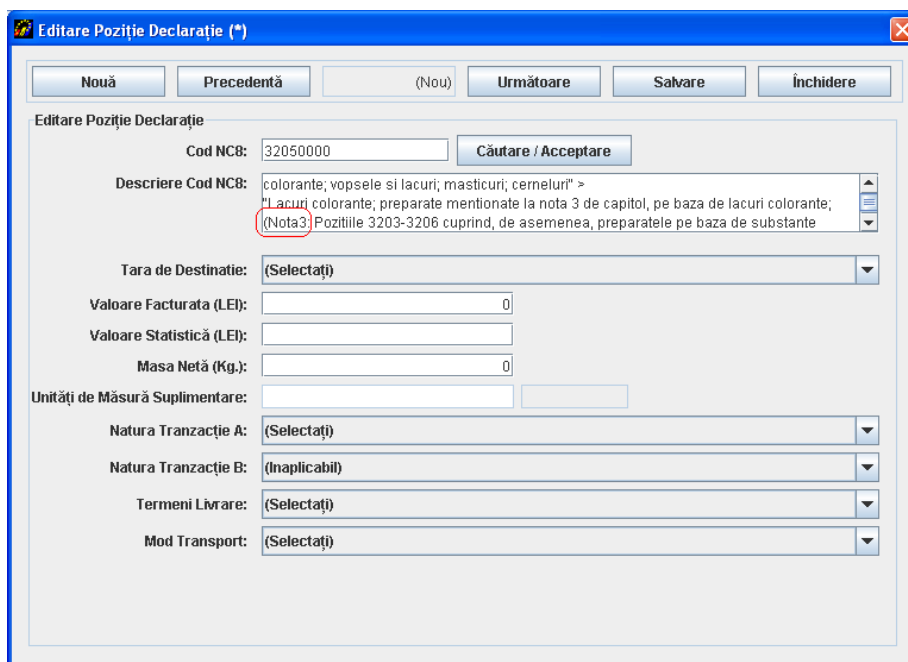 Editare Poziție Declarație (*)
Nouă Precedentă (Nou) Următoare Salvare Închidere
Editare Poziție Declarație
Cod NC8: 32050000 Căutare / Acceptare
Descriere Cod NC8: colorante; vopsele si lacuri; masticuri; cerneluri" >
"Lacuri colorante; preparate mentionate la nota 3 de capitol, pe baza de lacuri colorante;
(Nota3: Pozitiile 3203-3206 cuprind, de asemenea, preparatele pe baza de substante
Tara de Destinatie: (Selectați)
Valoare Facturata (LEI): 0
Valoare Statistică (LEI):
Masa Netă (Kg.): 0
Unități de Măsură Suplimentare:
Natura Tranzacție A: (Selectați)
Natura Tranzacție B: (Inaplicabil)
Termeni Livrare: (Selectați)
Mod Transport: (Selectați)